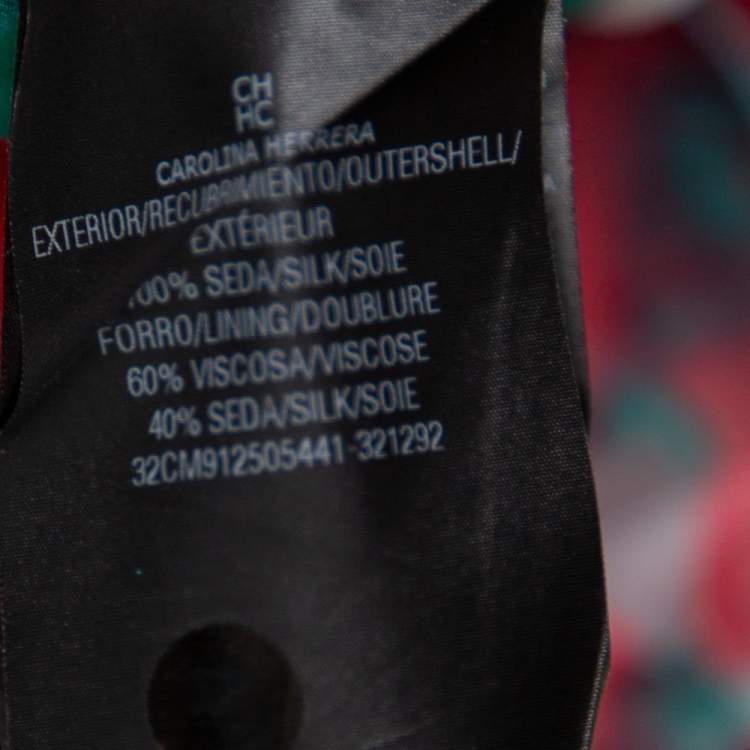 CH
HC
CAROLINA HERRERA
EXTERIOR/RECUBRIMIENTO/OUTERSHELL/
EXTÉRIEUR
100% SEDA/SILK/SOIE
FORRO/LINING/DOUBLURE
60% VISCOSA/VISCOSE
40% SEDA/SILK/SOIE
32CM912505441-321292